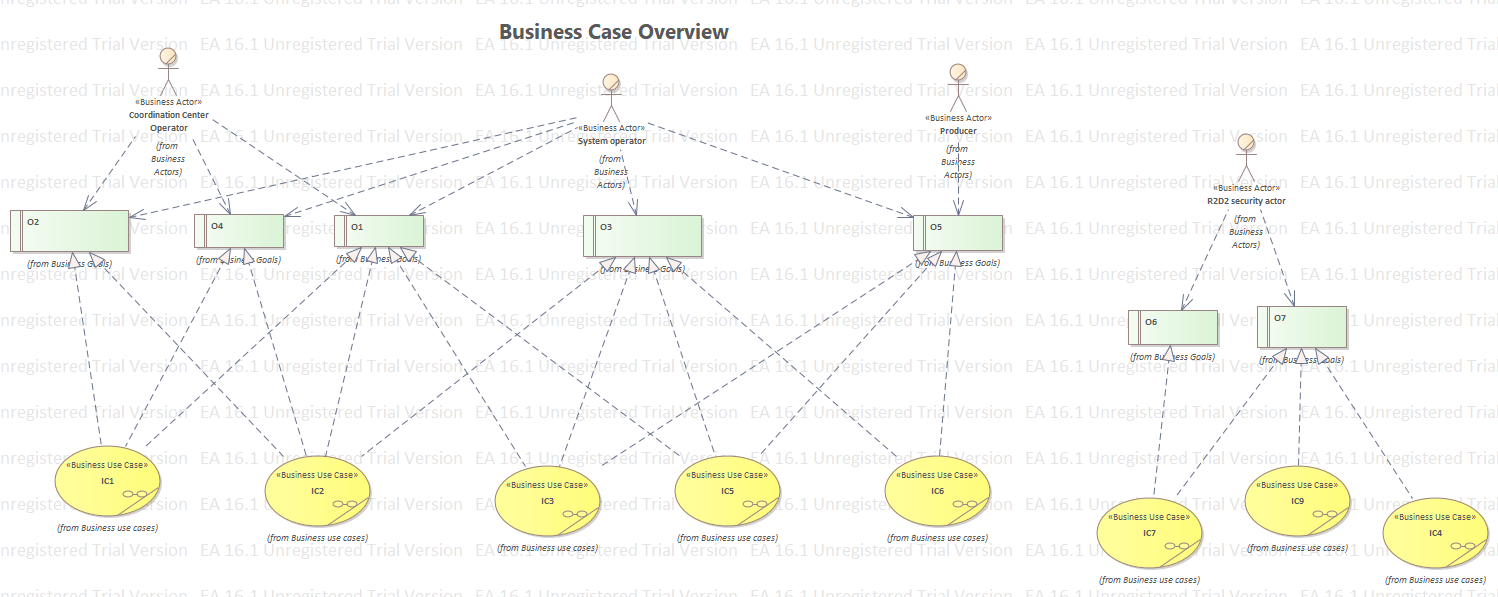 Business Case Overview
«Business Actor»
Coordination Center
Operator
(from
Business
Actors)
«Business Actor»
System operator
(from
Business
Actors)
«Business Actor»
Producer
(from
Business
Actors)
«Business Actor»
R2D2 security actor
(from
Business
Actors)
O2
(from Business Goals)
O4
(from Business Goals)
O1
(from Business Goals)
O3
(from Business Goals)
O5
(from Business Goals)
O6
(from Business Goals)
O7
(from Business Goals)
«Business Use Case»
IC1
(from Business use cases)
«Business Use Case»
IC2
(from Business use cases)
«Business Use Case»
IC3
(from Business use cases)
«Business Use Case»
IC5
(from Business use cases)
«Business Use Case»
IC6
(from Business use cases)
«Business Use Case»
IC7
(from Business use cases)
«Business Use Case»
IC9
(from Business use cases)
«Business Use Case»
IC4
(from Business use cases)
EA 16.1 Unregistered Trial Version